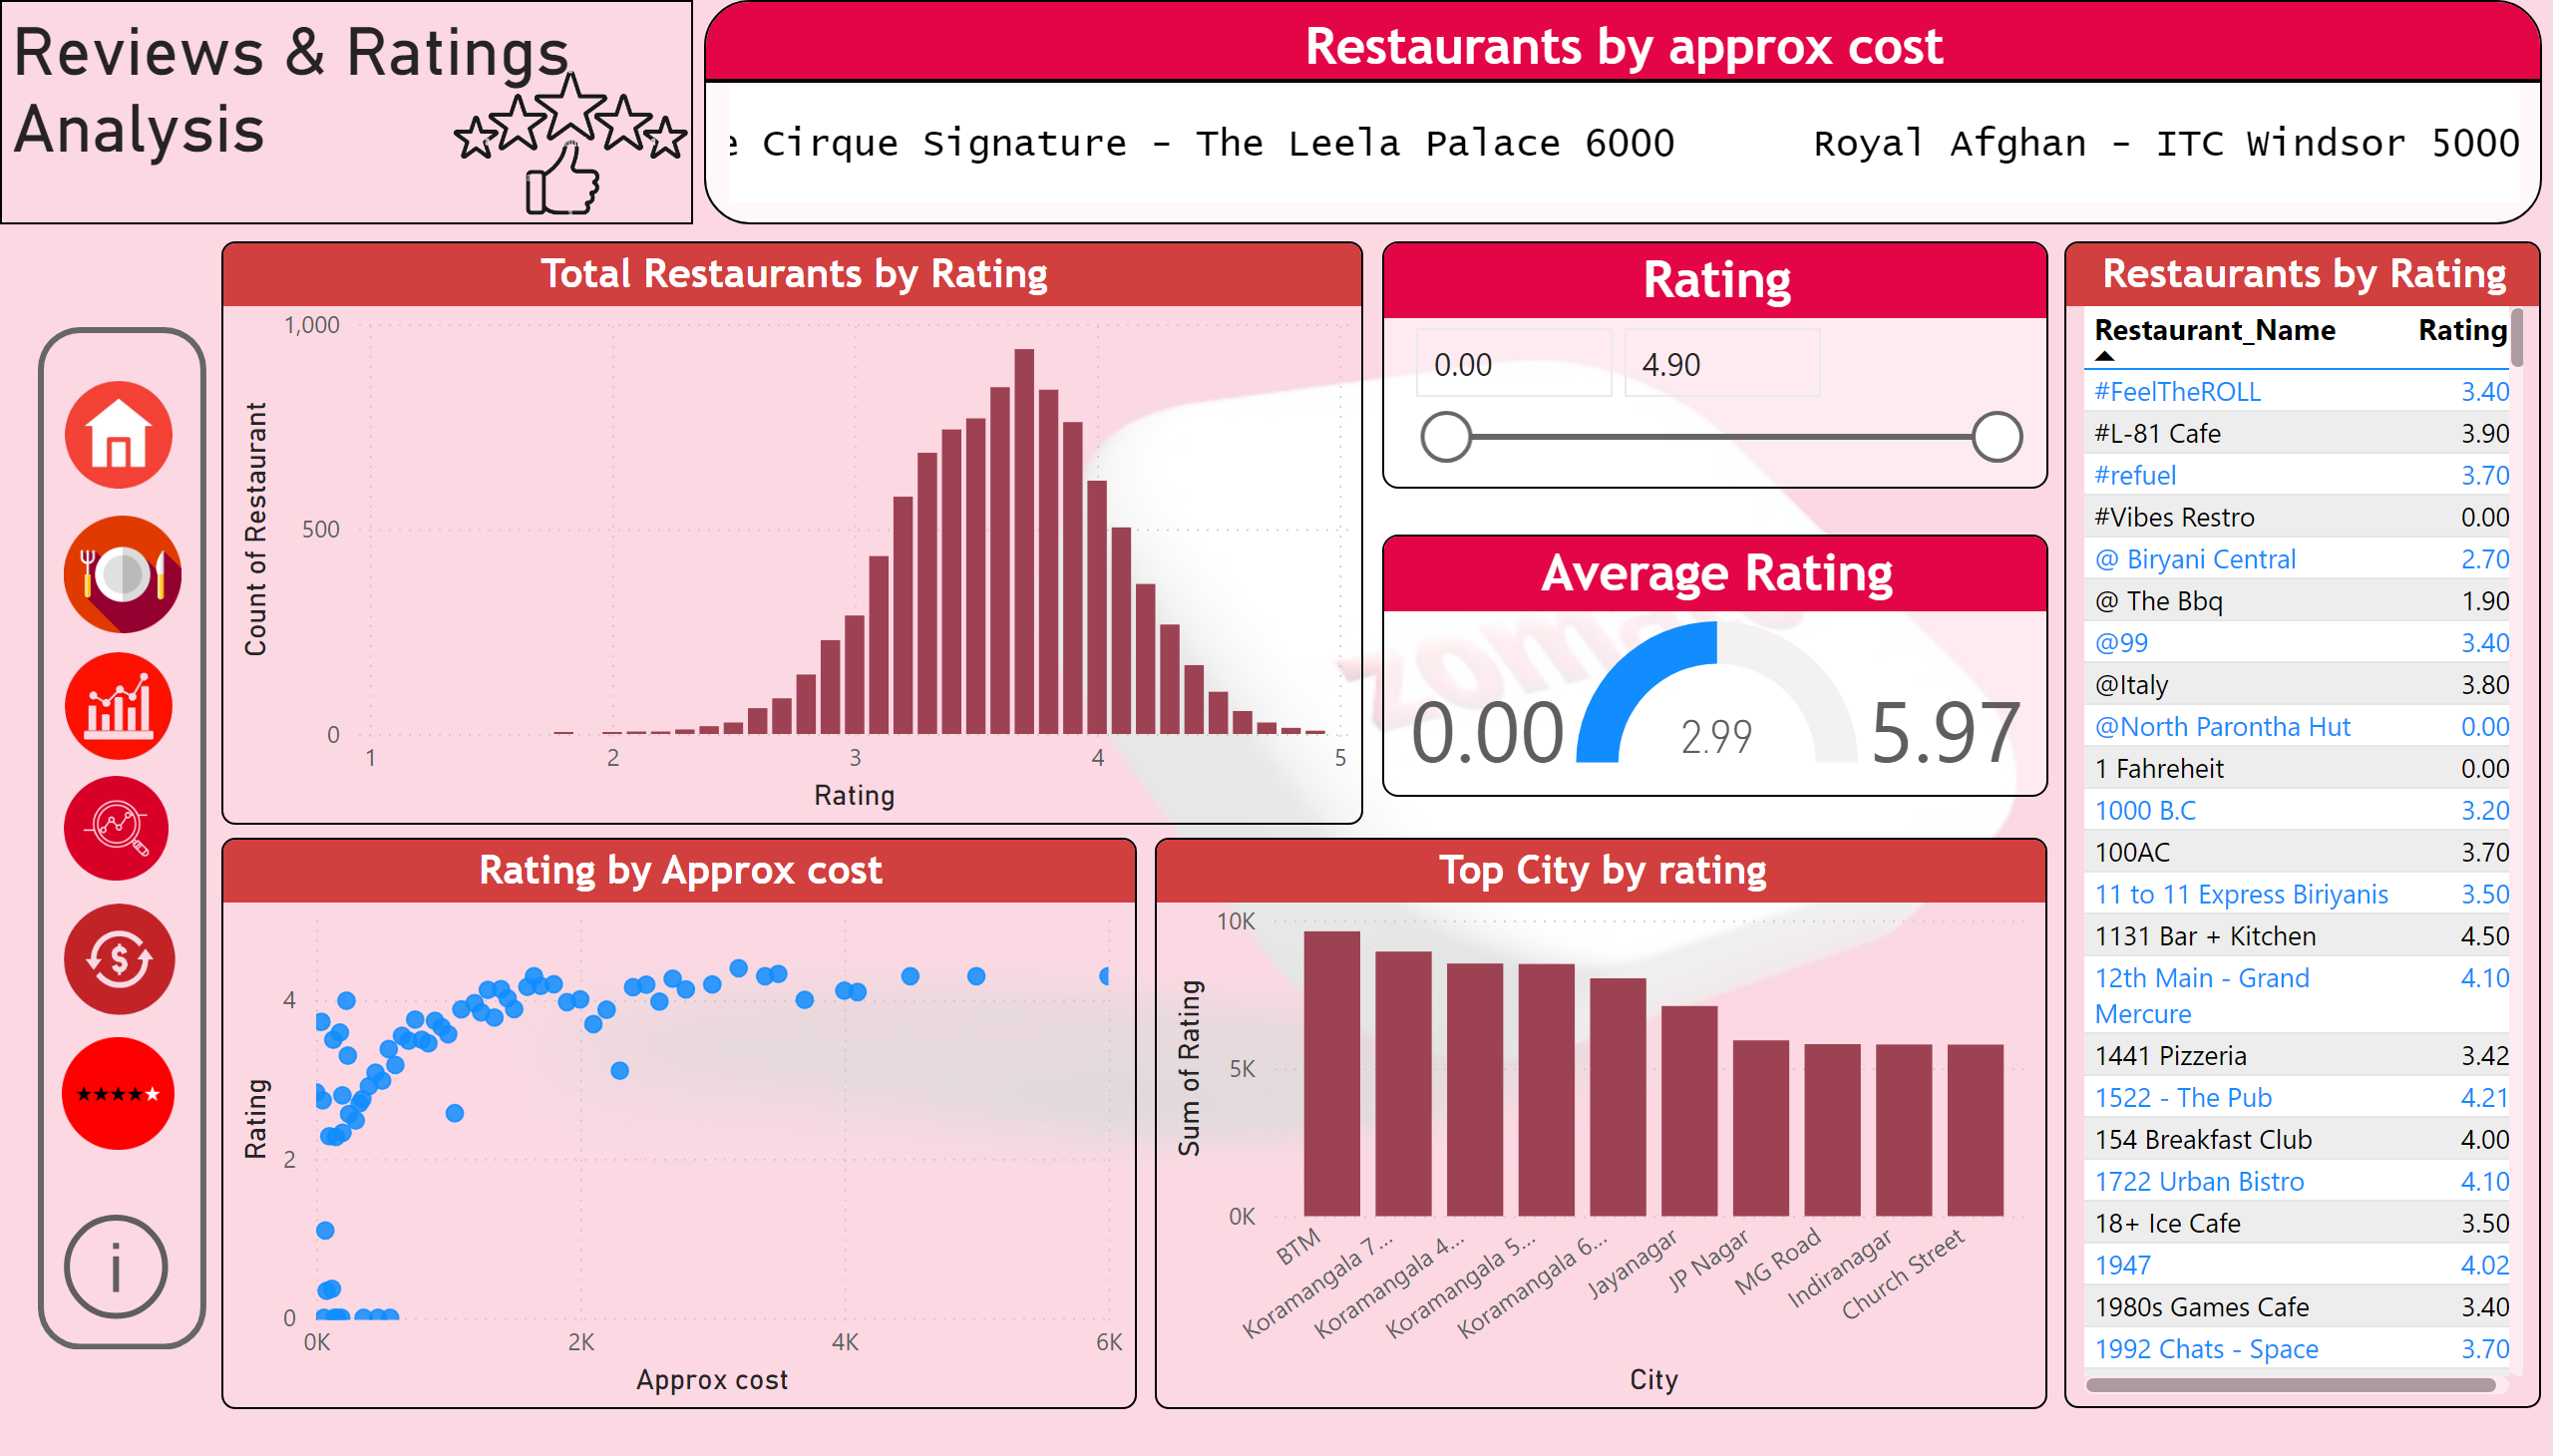 Reviews & Ratings
Analysis
Restaurants by approx cost
e Cirque Signature - The Leela Palace 6000 Royal Afghan - ITC Windsor 5000
Total Restaurants by Rating
Count of Restaurant
1,000
500
0
1 2 3 4 5
Rating
Rating
0.00 4.90
Average Rating
0.00 2.99 5.97
Restaurants by Rating
Restaurant_Name Rating
#FeelTheROLL 3.40
#L-81 Cafe 3.90
#refuel 3.70
#Vibes Restro 0.00
@ Biryani Central 2.70
@ The Bbq 1.90
@99 3.40
@Italy 3.80
@North Parontha Hut 0.00
1 Fahreheit 0.00
1000 B.C 3.20
100AC 3.70
11 to 11 Express Biriyanis 3.50
1131 Bar + Kitchen 4.50
12th Main - Grand 4.10
Mercure
1441 Pizzeria 3.42
1522 - The Pub 4.21
154 Breakfast Club 4.00
1722 Urban Bistro 4.10
18+ Ice Cafe 3.50
1947 4.02
1980s Games Cafe 3.40
1992 Chats - Space 3.70
Rating by Approx cost
Rating
4
2
0
0K 2K 4K 6K
Approx cost
Top City by rating
Sum of Rating
10K
5K
0K
BTM
Koramangala 7...
Koramangala 4...
Koramangala 5...
Koramangala 6...
Jayanagar
JP Nagar
MG Road
Indiranagar
Church Street
City
i